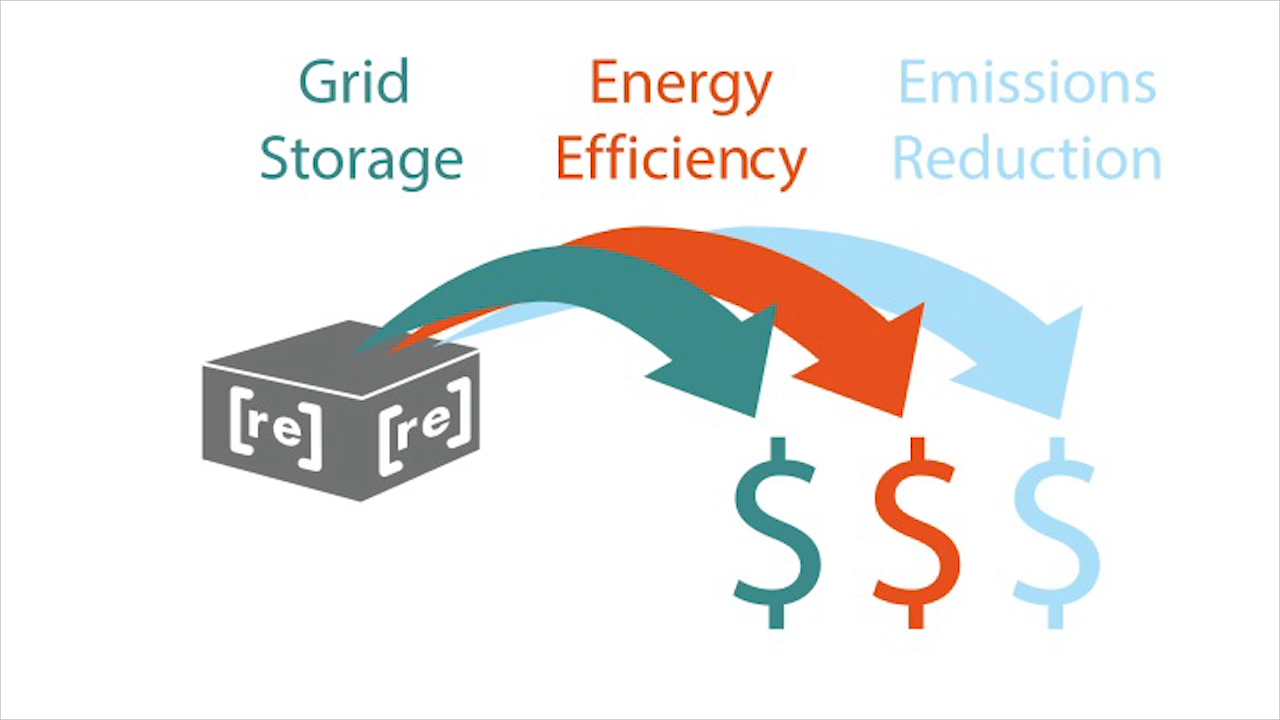 Grid
Storage
Energy
Efficiency
Emissions
Reduction
[re] [re]
$ $ $